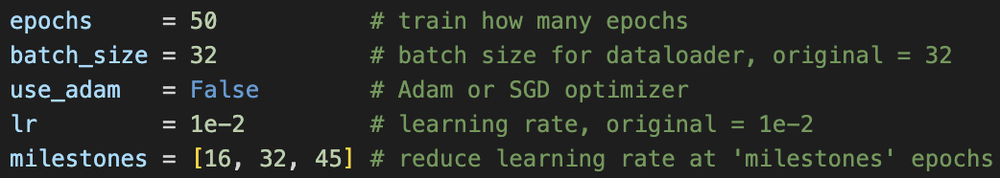 epochs     = 50           # train how many epochs
batch_size = 32           # batch size for dataloader, original = 32
use_adam   = False        # Adam or SGD optimizer
lr         = 1e-2         # learning rate, original = 1e-2
milestones = [16, 32, 45] # reduce learning rate at 'milestones' epochs